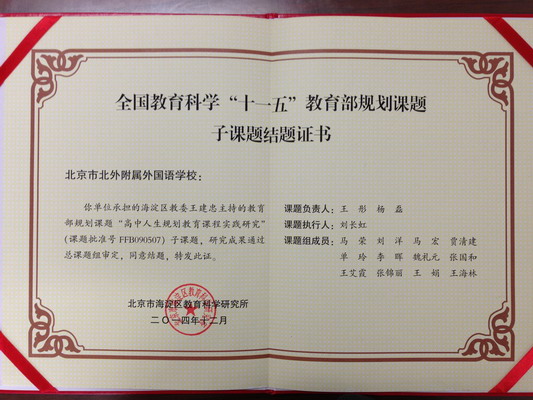 全国教育科学“十一五”教育部规划课题
子课题结题证书
北京市北外附属外国语学校：
你单位承担的海淀区教委王建忠主持的教育
部规划课题“高中人生规划教育课程实践研究”
（课题批准号 FFB090507）子课题，研究成果通过
总课题组审定，同意结题，特发此证。
北京市海淀区教育科学研究所
二〇一四年十二月
课题负责人： 王 彤 杨 磊
课题执行人： 刘长虹
课题组成员： 马 荣 刘 洋 马 宏 贾清建
单 玲 李 晖 魏礼元 张国和
王艾霞 张锦丽 王 娟 王海林